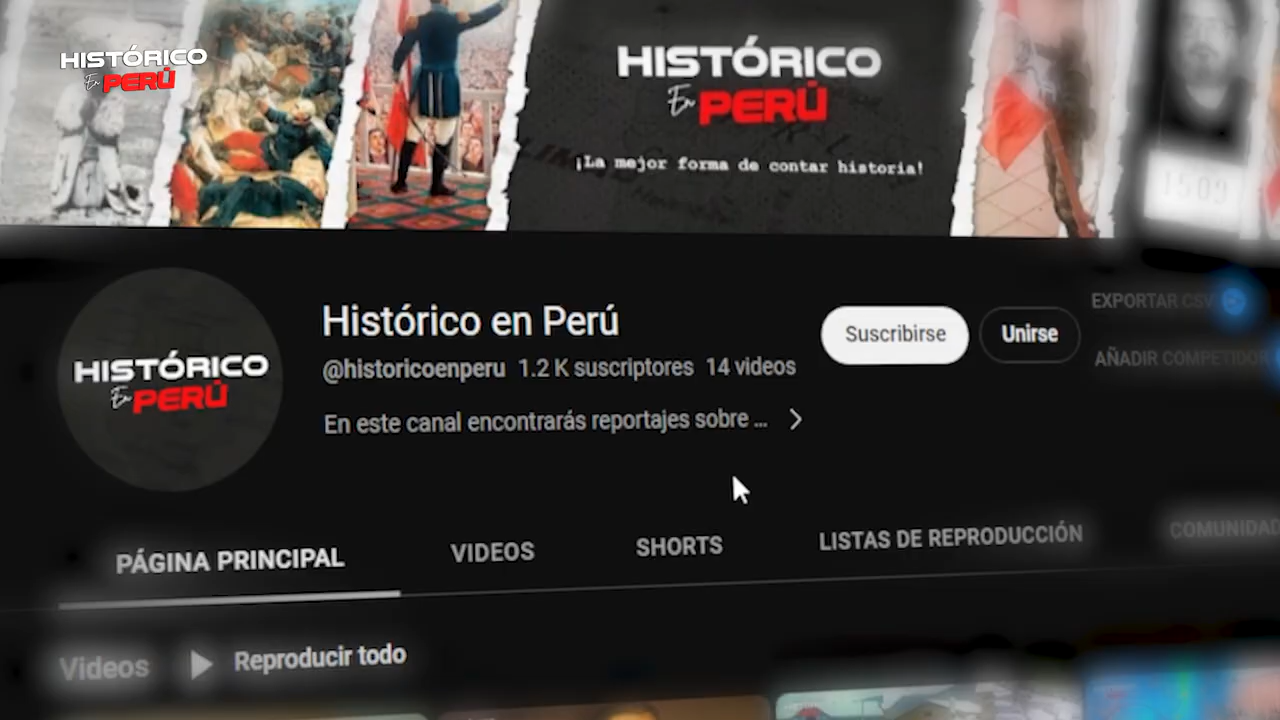 HISTÓRICO
En PERÚ
HISTÓRICO
En PERÚ
¡La mejor forma de contar historia!
1509
HISTÓRICO
En PERÚ
Histórico en Perú
@historicoenperu 1.2 K suscriptores 14 videos
En este canal encontrarás reportajes sobre ...
Suscribirse
Unirse
EXPORTAR CSV
AÑADIR COMPETIDOR
PÁGINA PRINCIPAL
VIDEOS
SHORTS
LISTAS DE REPRODUCCIÓN
COMUNIDAD
Videos
Reproducir todo